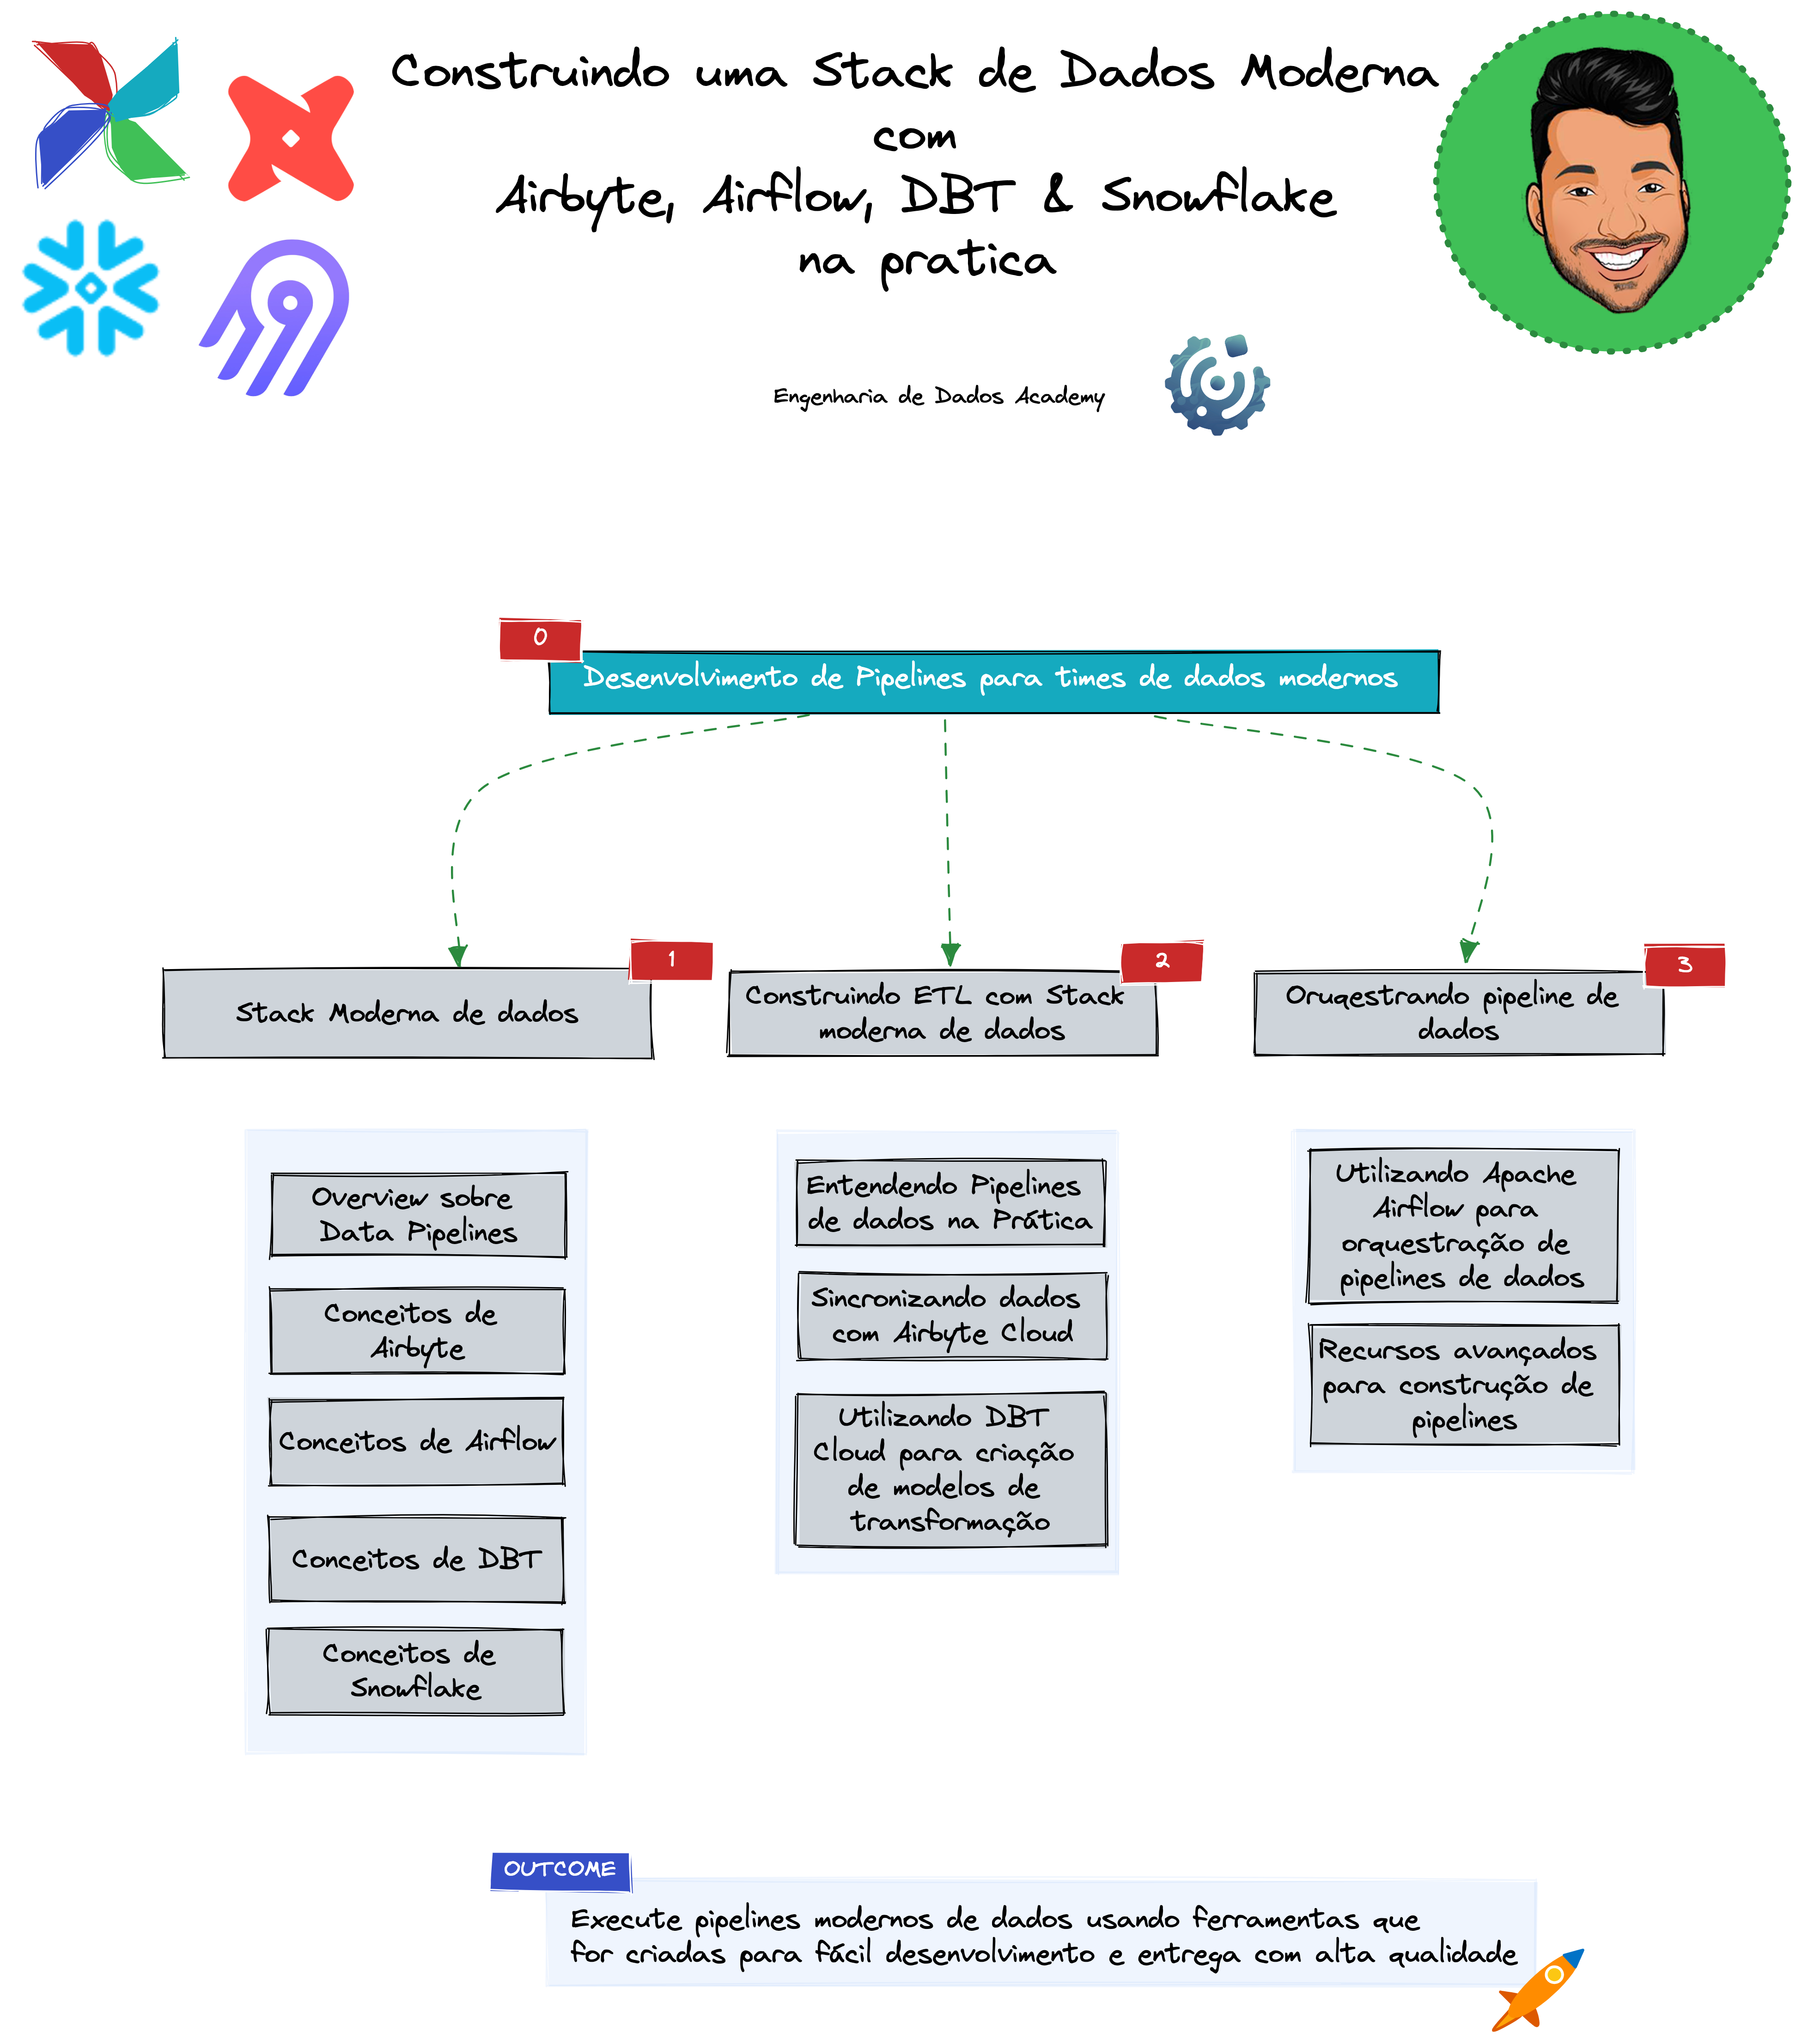 Construindo uma Stack de Dados Moderna
com
Airbyte, Airflow, DBT & Snowflake
na pratica
Engenharia de Dados Academy
0
Desenvolvimento de Pipelines para times de dados modernos
1
Stack Moderna de dados
Overview sobre
Data Pipelines
Conceitos de
Airbyte
Conceitos de Airflow
Conceitos de DBT
Conceitos de
Snowflake
2
Construindo ETL com Stack
moderna de dados
Entendendo Pipelines
de dados na Prática
Sincronizando dados
com Airbyte Cloud
Utilizando DBT
Cloud para criação
de modelos de
transformação
3
Oruqestrando pipeline de
dados
Utilizando Apache
Airflow para
orquestração de
pipelines de dados
Recursos avançados
para construção de
pipelines
OUTCOME
Execute pipelines modernos de dados usando ferramentas que
for criadas para fácil desenvolvimento e entrega com alta qualidade